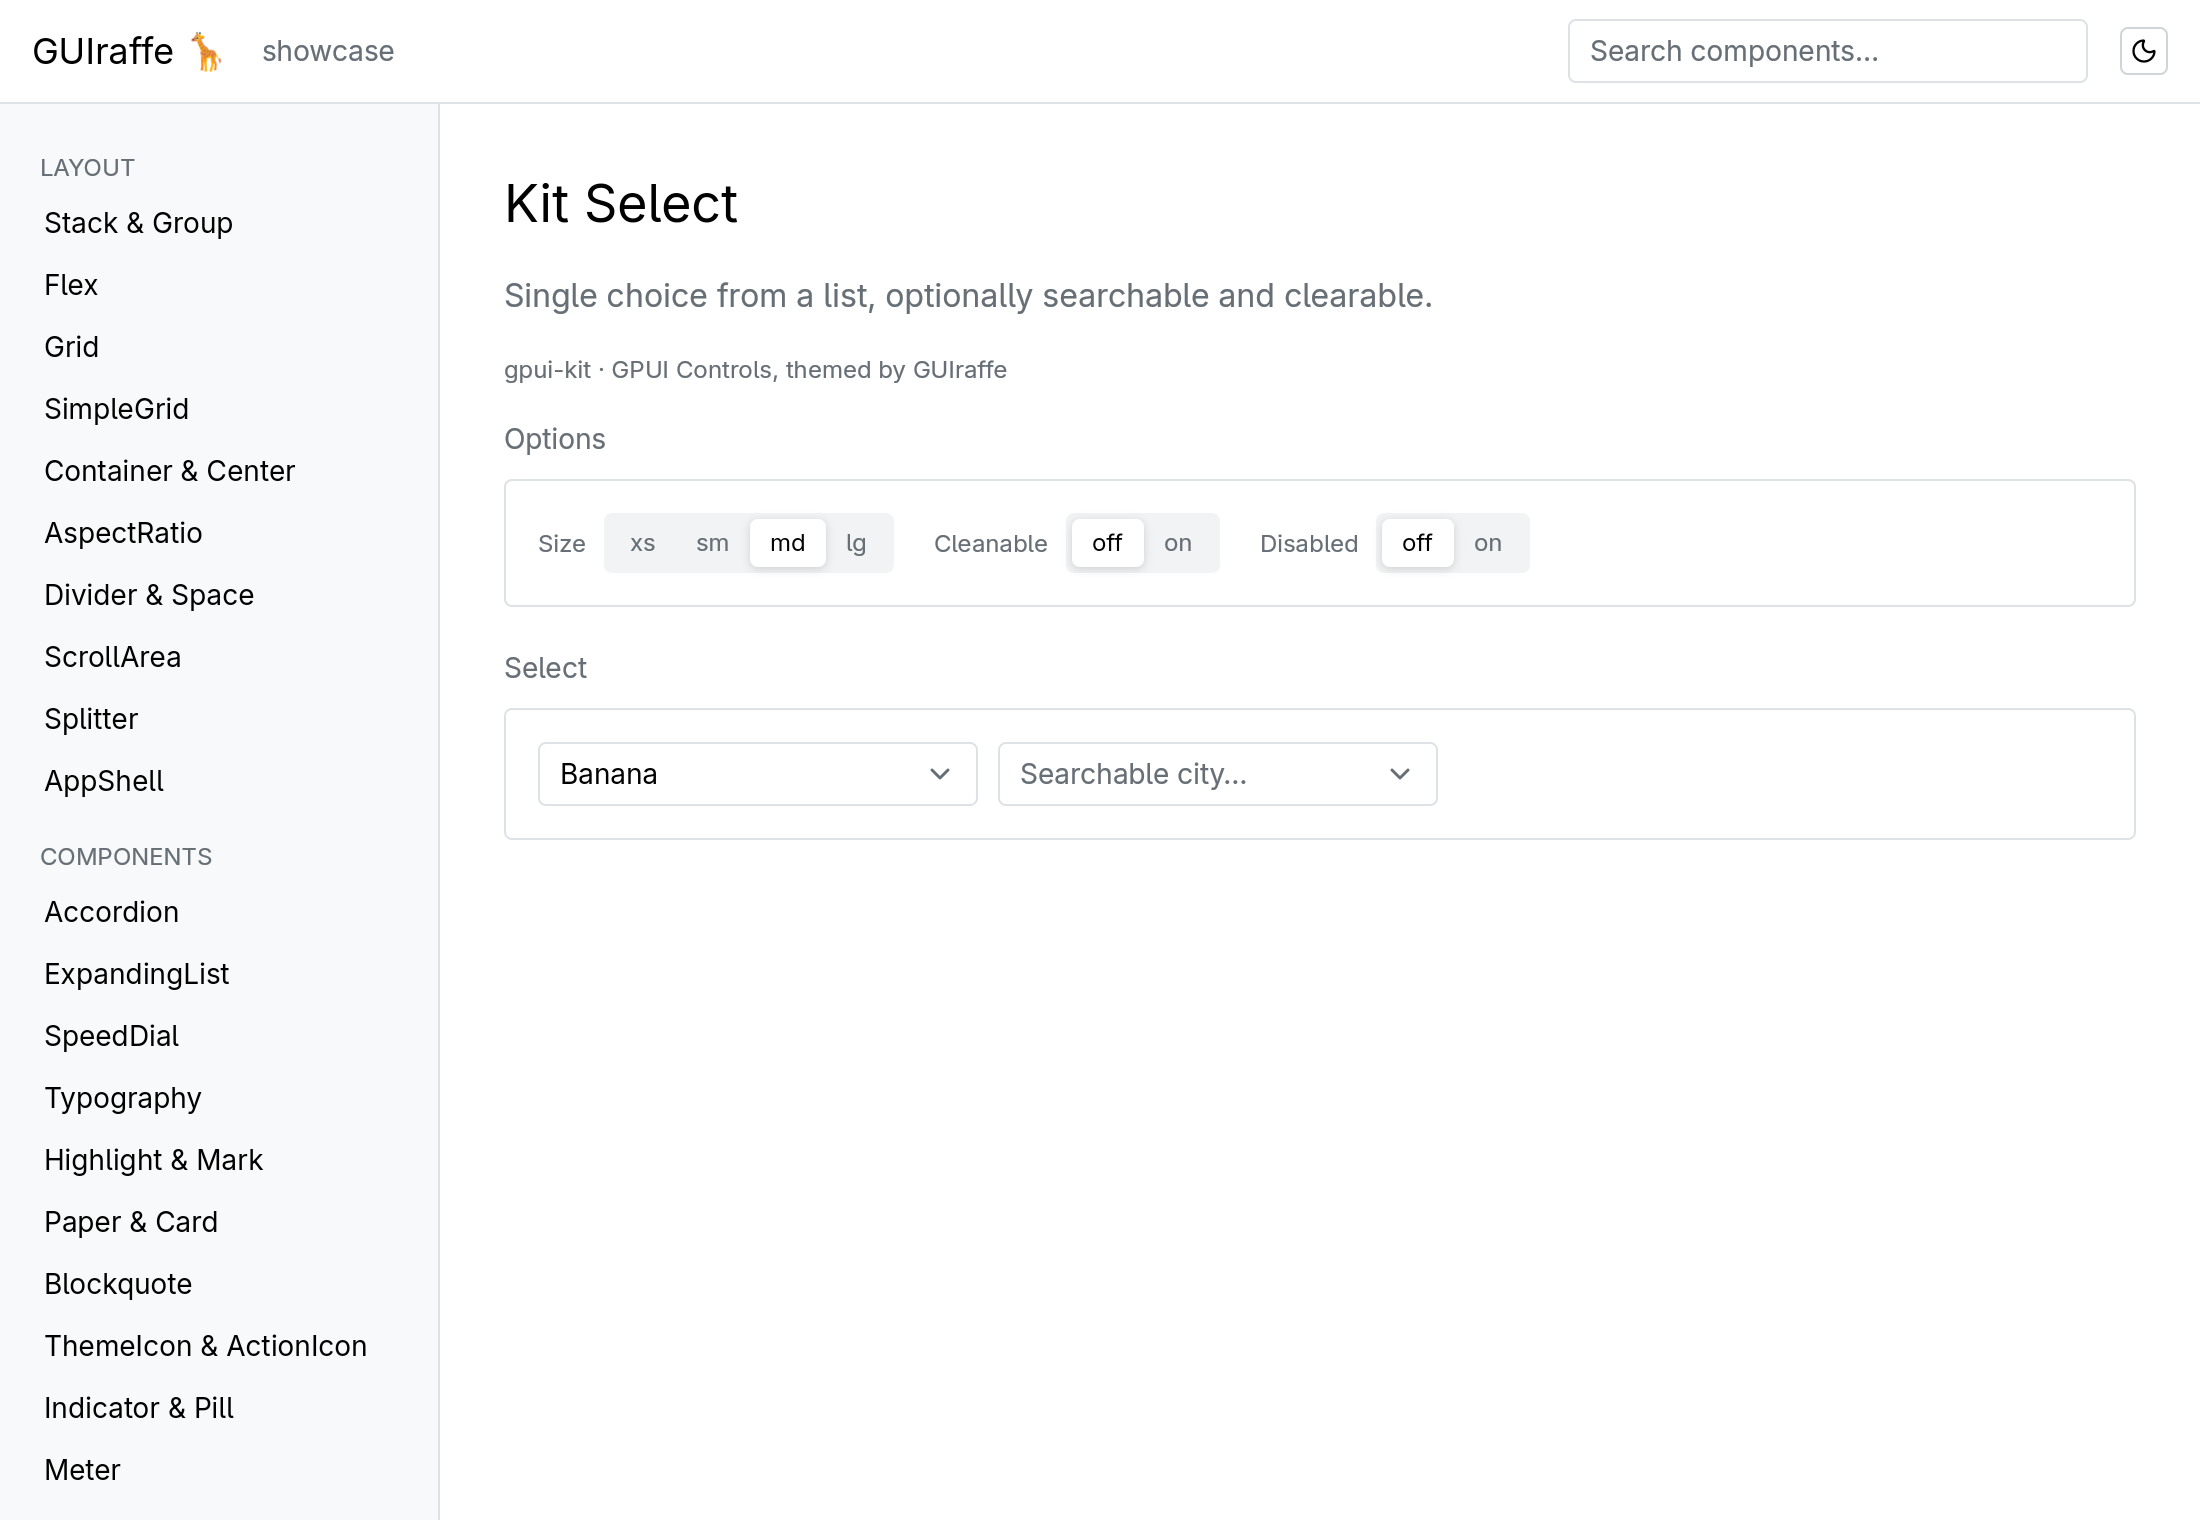 GUIraffe 🦒 showcase Search components...
LAYOUT
Stack & Group
Flex
Grid
SimpleGrid
Container & Center
AspectRatio
Divider & Space
ScrollArea
Splitter
AppShell
COMPONENTS
Accordion
ExpandingList
SpeedDial
Typography
Highlight & Mark
Paper & Card
Blockquote
ThemeIcon & ActionIcon
Indicator & Pill
Meter
Kit Select
Single choice from a list, optionally searchable and clearable.
gpui-kit · GPUI Controls, themed by GUIraffe
Options
Size xs sm md lg Cleanable off on Disabled off on
Select
Banana Searchable city...